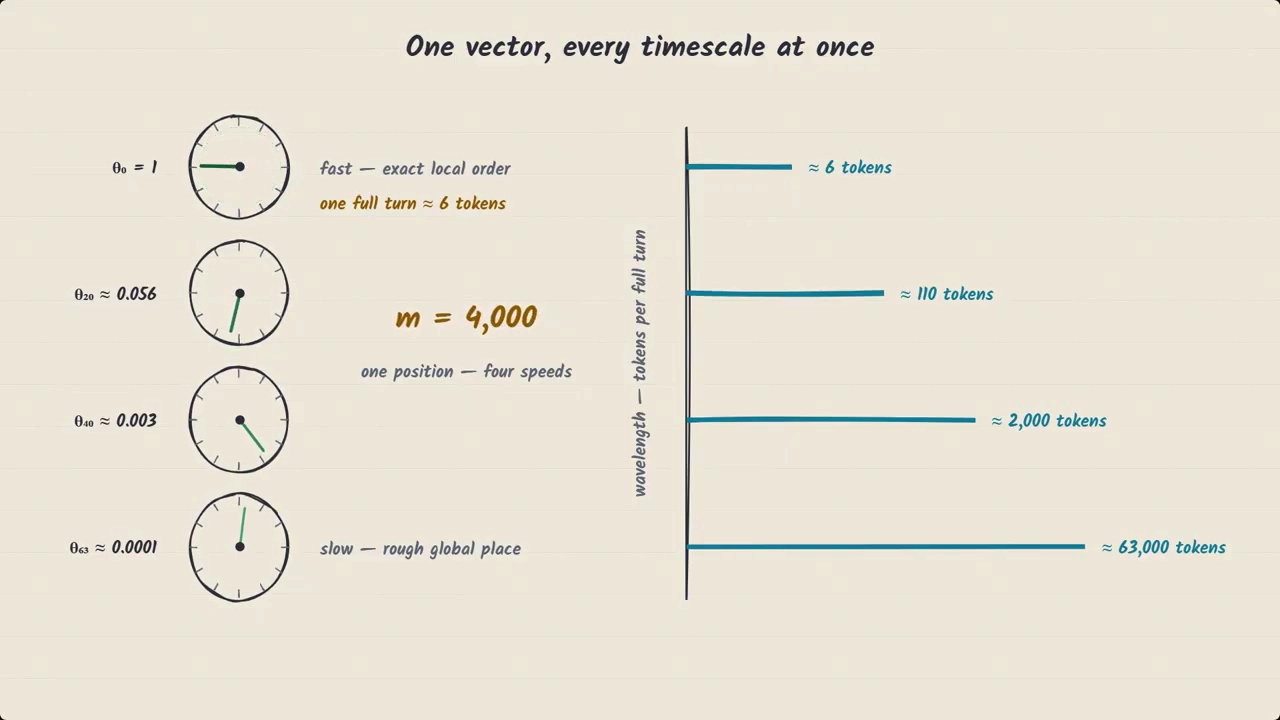 One vector, every timescale at once
θ₀ = 1
fast — exact local order
one full turn ≈ 6 tokens
θ₂₀ ≈ 0.056
m = 4,000
one position — four speeds
θ₄₀ ≈ 0.003
θ₆₃ ≈ 0.0001
slow — rough global place
wavelength — tokens per full turn
≈ 6 tokens
≈ 110 tokens
≈ 2,000 tokens
≈ 63,000 tokens